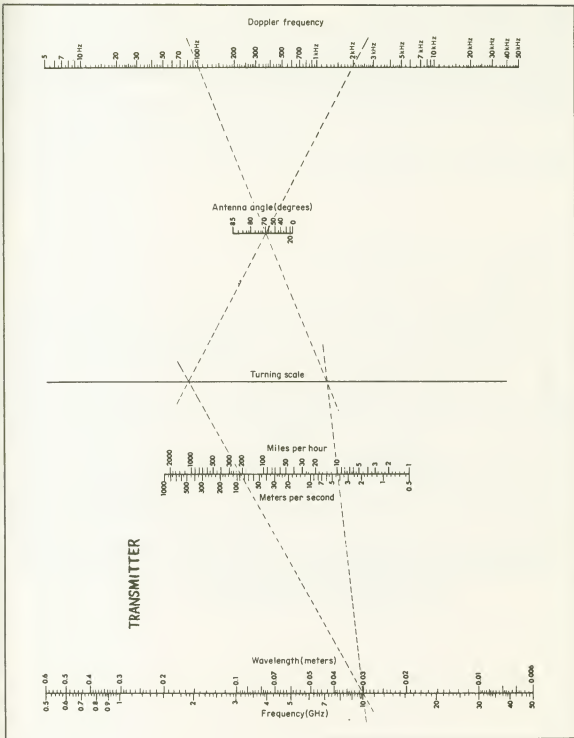 Doppler frequency
5 7 10 Hz 20 30 50 70 100Hz 200 300 500 700 1 kHz 2 kHz 3 kHz 5 kHz 7 kHz 10 kHz 20 kHz 30 kHz 40 kHz 50 kHz
Antenna angle(degrees)
85 80 70 50 40 20 0
Turning scale
Miles per hour
2000 1000 500 300 200 100 50 30 20 10 5 3 2 1
1000 500 300 200 100 50 30 20 10 7 5 3 2 1 0.5
Meters per second
TRANSMITTER
Wavelength(meters)
0.6 0.5 0.4 0.3 0.2 0.1 0.07 0.05 0.04 0.03 0.02 0.01 0.006
0.5 0.6 0.7 0.8 0.9 1 2 3 4 5 7 10 20 40 50
Frequency(GHz)